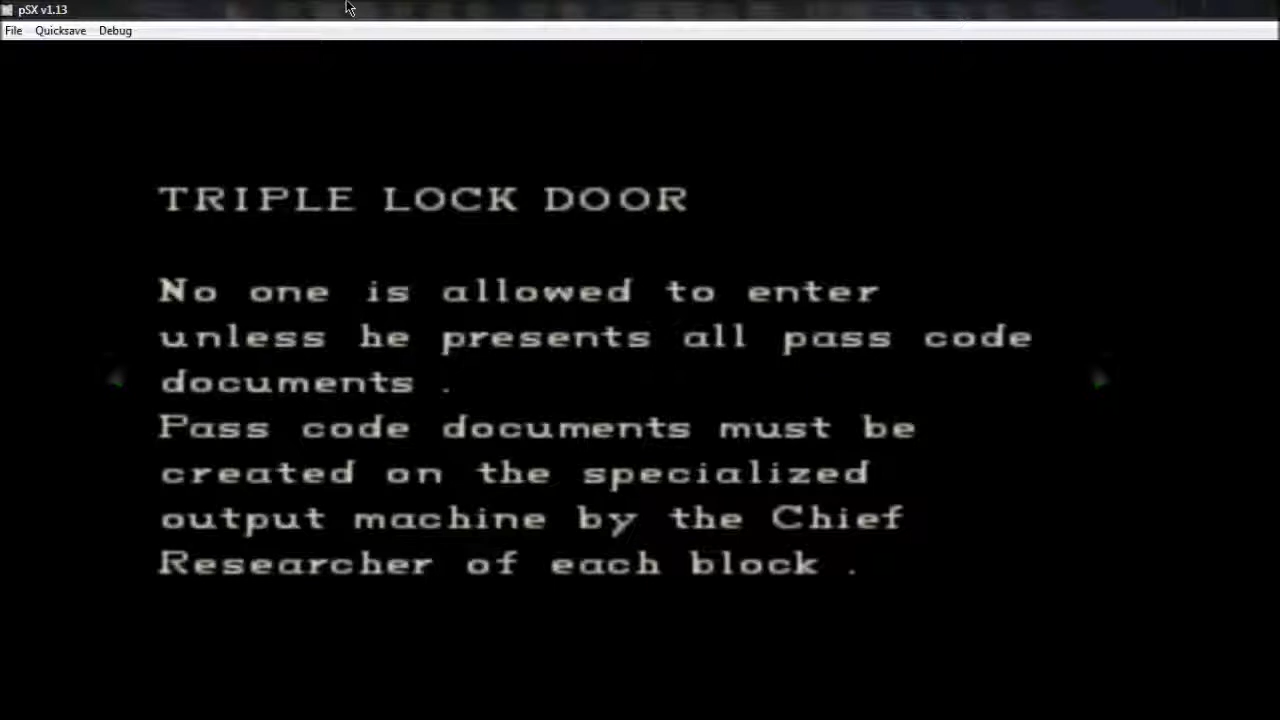 pSX v1.13
File Quicksave Debug
TRIPLE LOCK DOOR
No one is allowed to enter
unless he presents all pass code
documents .
Pass code documents must be
created on the specialized
output machine by the Chief
Researcher of each block .